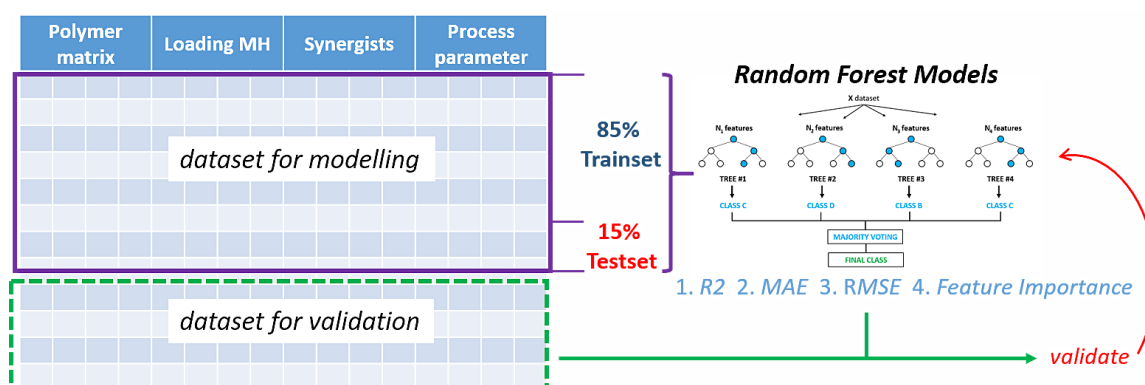 Polymer matrix
Loading MH
Synergists
Process parameter
dataset for modelling
85%
Trainset
15%
Testset
dataset for validation
Random Forest Models
X dataset
N1 features
N2 features
N3 features
N4 features
TREE #1
TREE #2
TREE #3
TREE #4
CLASS C
CLASS D
CLASS B
CLASS C
MAJORITY VOTING
FINAL CLASS
1. R2 2. MAE 3. RMSE 4. Feature Importance
validate